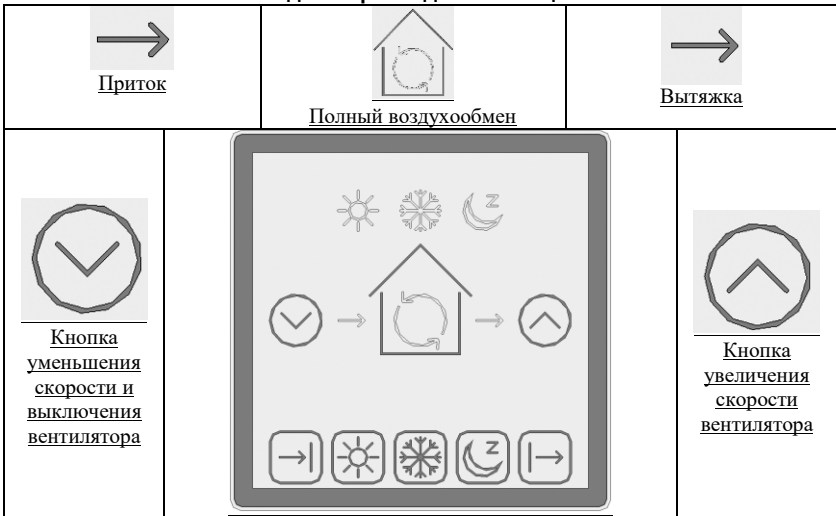 Приток
Полный воздухообмен
Вытяжка
Кнопка
уменьшения
скорости и
выключения
вентилятора
Z
Z
Кнопка
увеличения
скорости
вентилятора